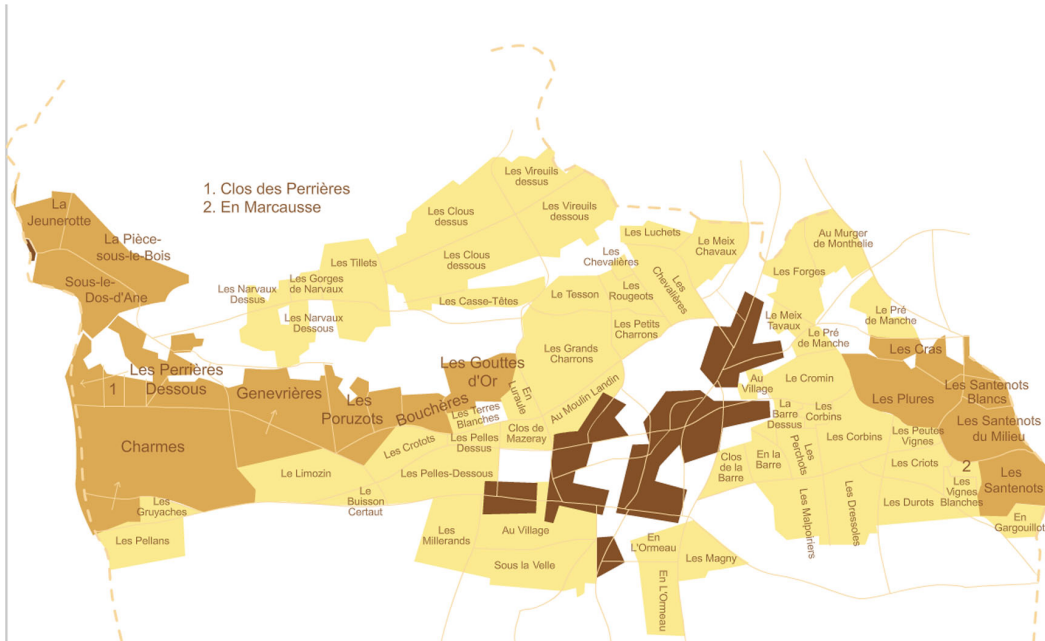 1. Clos des Perrières
2. En Marcausse
La
Jeunerotte
La Pièce-
sous-le-Bois
Sous-le-
Dos-d'Ane
Les Vireuils
dessus
Les Vireuils
dessous
Les Clous
dessus
Les Clous
dessous
Les Tillets
Les Gorges
de Narvaux
Les Narvaux
Dessus
Les Narvaux
Dessous
Les Casse-Têtes
Les Luchets
Les
Chevalières
Le Meix
Chavaux
Les
Chevalières
Le Tesson
Les
Rougeots
Les Petits
Charrons
Les Grands
Charrons
Au Murger
de Monthelie
Les Forges
Le Pré
de Manche
Le Meix
Tavaux
Le Pré
de Manche
Les Cras
1
Les Perrières
Dessous
Genevrières
Les
Poruzots
Bouchères
Les Gouttes
d'Or
En
Luraule
Au Moulin Landin
Les Terres
Blanches
Clos de
Mazeray
Les Pelles
Dessus
Les Crotots
Les Pelles-Dessous
Charmes
Le Limozin
Le
Buisson
Certaut
Les
Gruyaches
Les Pellans
Les
Millerands
Au Village
Sous la Velle
En
L'Ormeau
Les Magny
En L'Ormeau
Au
Village
Le Cromin
La
Barre
Dessus
Les
Corbins
Les Corbins
Les Plures
Les Santenots
Blancs
Les Santenots
du Milieu
Les Peutes
Vignes
Clos
de la
Barre
En la
Barre
Les
Perchots
Les Criots
2
Les
Vignes
Blanches
Les
Santenots
Les Malpoiriers
Les Dressoles
Les Durots
En
Gargouillot